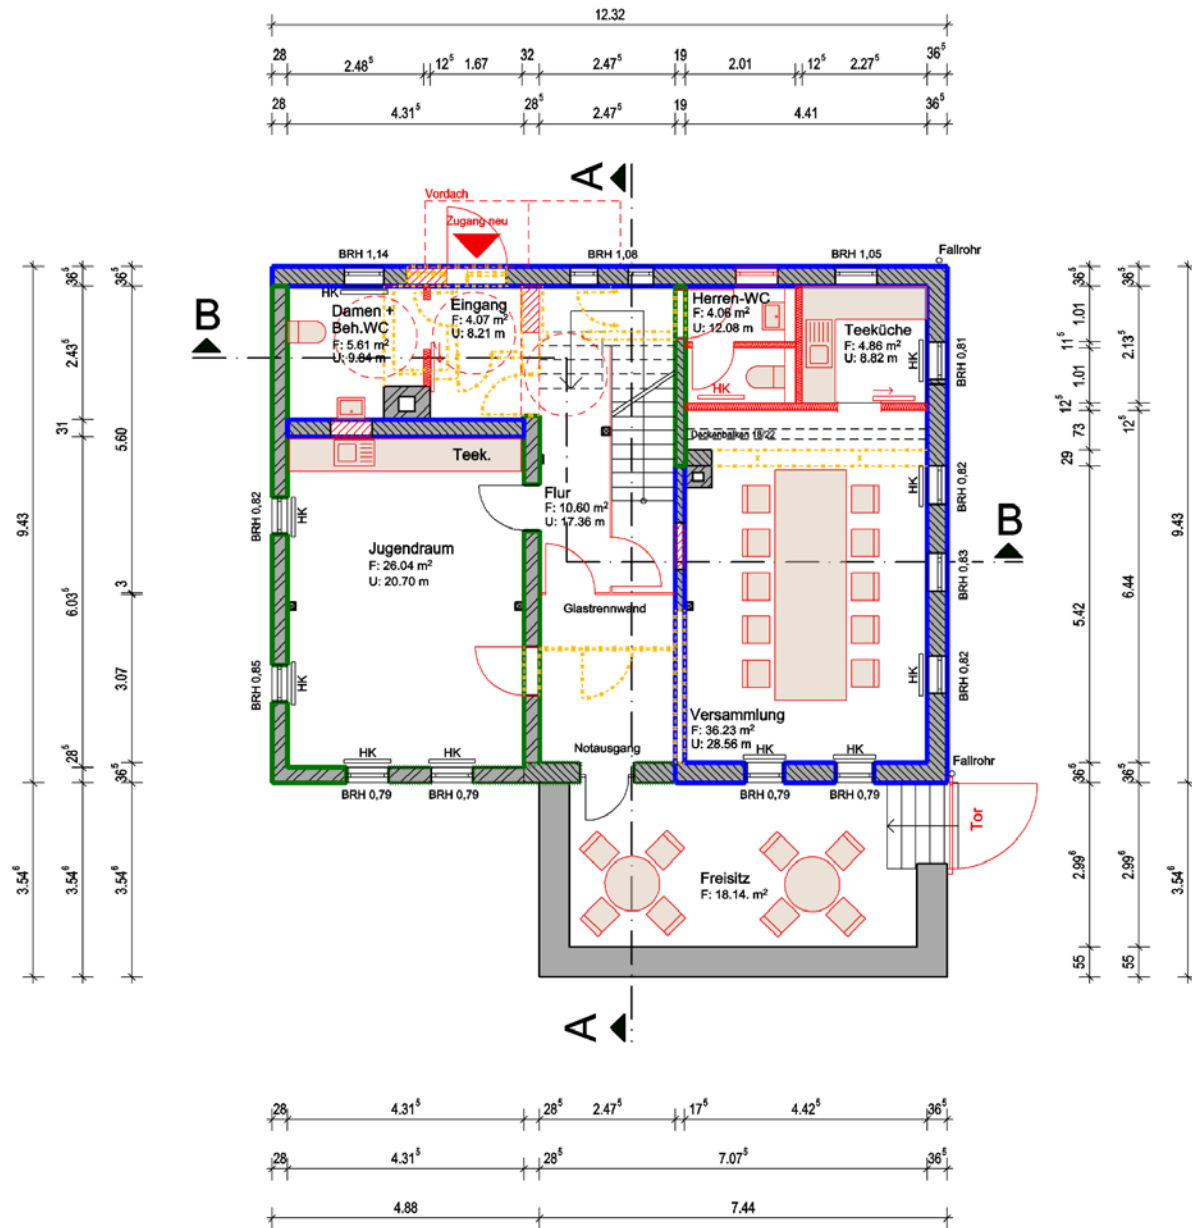 12.32
28 2.48⁵ 12⁵ 1.67 32 2.47⁵ 19 2.01 12⁵ 2.27⁵ 36⁵
28 4.31⁵ 28⁵ 2.47⁵ 19 4.41 36⁵
A
Vordach
Zugang neu
BRH 1,14
BRH 1,08
BRH 1,05
Fallrohr
B
HK
Damen +
Beh.WC
F: 5.61 m²
U: 9.84 m
Eingang
F: 4.07 m²
U: 8.21 m
Herren-WC
F: 4.06 m²
U: 12.08 m
HK
Teeküche
F: 4.86 m²
U: 8.82 m
HK
BRH 0,81
Deckenbalken 18/22
Teek.
Flur
F: 10.60 m²
U: 17.36 m
HK
BRH 0,82
BRH 0,82
HK
B
Jugendraum
F: 26.04 m²
U: 20.70 m
BRH 0,83
Glastrennwand
BRH 0,85
HK
HK
BRH 0,82
Versammlung
F: 36.23 m²
U: 28.56 m
Notausgang
HK
HK
HK
HK
Fallrohr
BRH 0,79
BRH 0,79
BRH 0,79
BRH 0,79
Tor
Freisitz
F: 18.14. m²
A
9.43
3.54⁶
36⁵
2.43⁵
31
6.03⁵
28⁵
3.54⁶
36⁵
5.60
3
3.07
36⁵
3.54⁶
36⁵
1.01
11⁵
1.01
12⁵
73
29
5.42
36⁵
2.99⁶
55
36⁵
2.13⁵
12⁵
6.44
36⁵
2.99⁶
55
9.43
3.54⁶
28 4.31⁵ 28⁵ 2.47⁵ 17⁵ 4.42⁵ 36⁵
28 4.31⁵ 28⁵ 7.07⁵ 36⁵
4.88 7.44